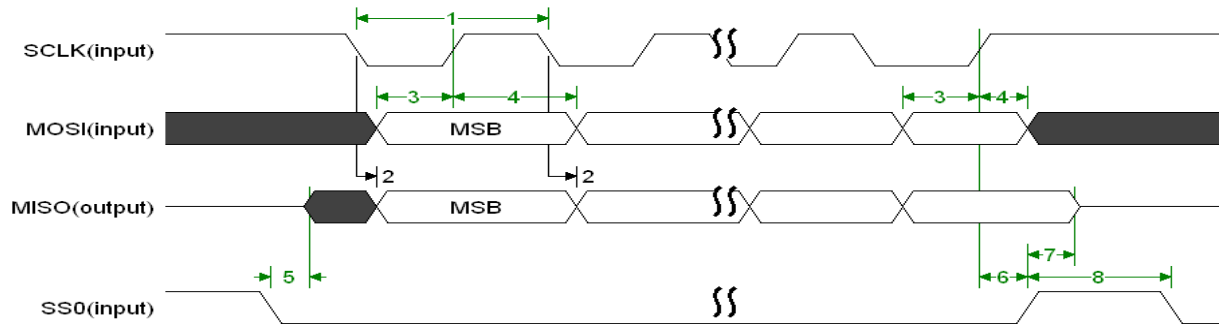 1
SCLK(input)
3 4 3 4
MOSI(input) MSB
2 2
MISO(output) MSB
5 6 7 8
SS0(input)